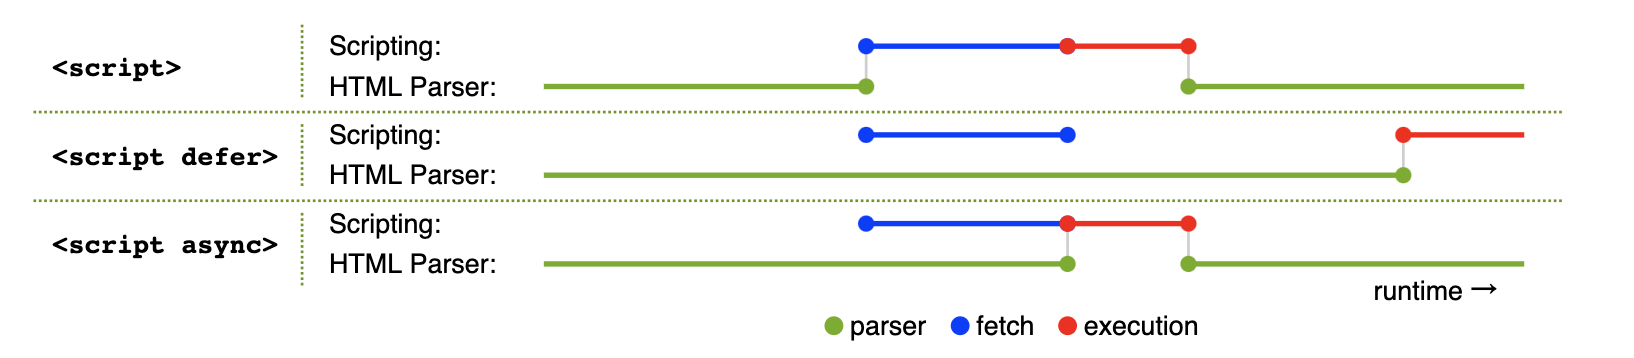 <script>
Scripting:
HTML Parser:
<script defer>
Scripting:
HTML Parser:
<script async>
Scripting:
HTML Parser:
runtime →
parser fetch execution